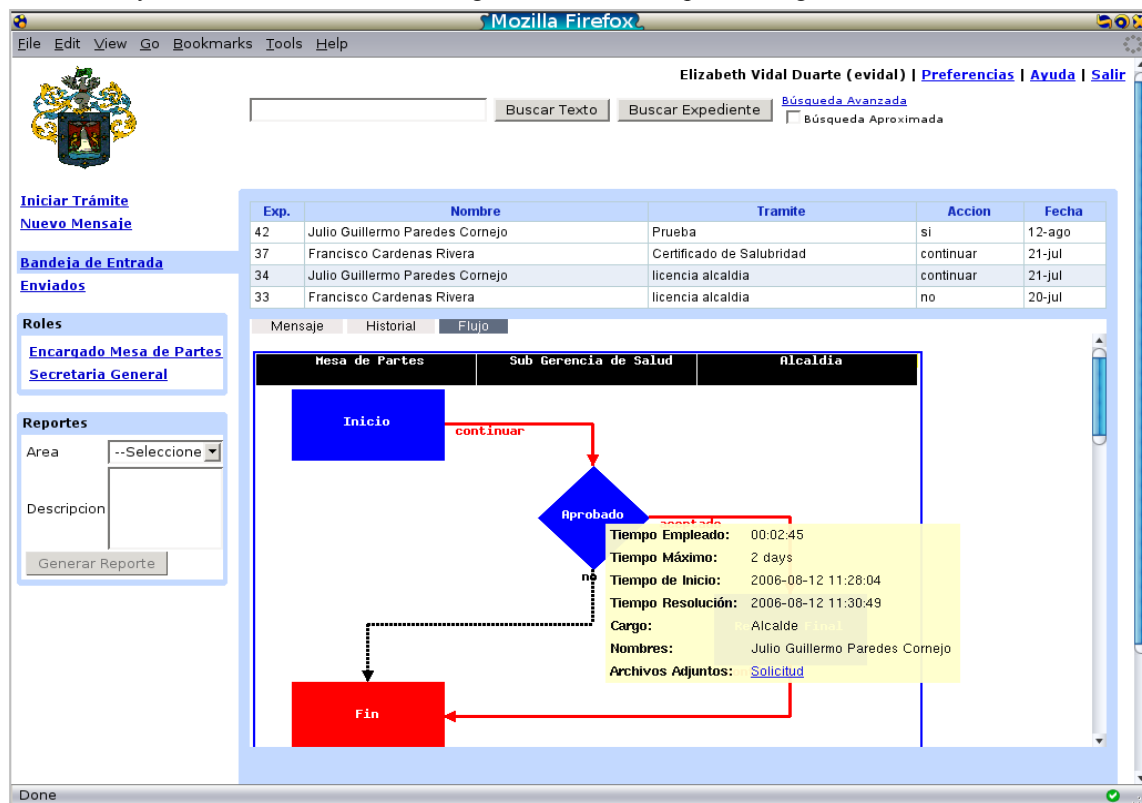 Mozilla Firefox
File Edit View Go Bookmarks Tools Help
Elizabeth Vidal Duarte (evidal) | Preferencias | Ayuda | Salir
Buscar Texto Buscar Expediente Búsqueda Avanzada
Búsqueda Aproximada
Iniciar Trámite
Nuevo Mensaje
Bandeja de Entrada
Enviados
Roles
Encargado Mesa de Partes
Secretaria General
Reportes
Area --Seleccione
Descripcion
Generar Reporte
Exp. Nombre Tramite Accion Fecha
42 Julio Guillermo Paredes Cornejo Prueba si 12-ago
37 Francisco Cardenas Rivera Certificado de Salubridad continuar 21-jul
34 Julio Guillermo Paredes Cornejo licencia alcaldia continuar 21-jul
33 Francisco Cardenas Rivera licencia alcaldia no 20-jul
Mensaje Historial Flujo
Mesa de Partes Sub Gerencia de Salud Alcaldia
Inicio
continuar
Aprobado
aceptado
no
Tiempo Empleado: 00:02:45
Tiempo Máximo: 2 days
Tiempo de Inicio: 2006-08-12 11:28:04
Tiempo Resolución: 2006-08-12 11:30:49
Cargo: Alcalde
Nombres: Julio Guillermo Paredes Cornejo
Archivos Adjuntos: Solicitud
Final
Fin
Done